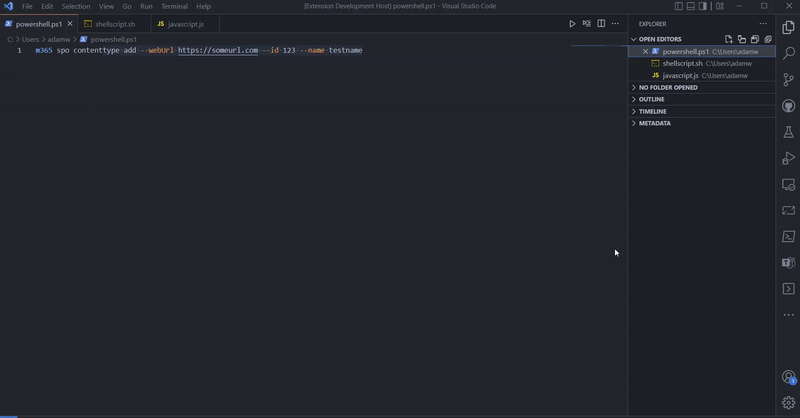 File Edit Selection View Go Run Terminal Help
[Extension Development Host] powershell.ps1 - Visual Studio Code
powershell.ps1
shellscript.sh
JS javascript.js
C: > Users > adamw > powershell.ps1
1 m365 spo contenttype add --webUrl https://someurl.com --id 123 --name testname
EXPLORER
OPEN EDITORS
powershell.ps1 C:\Users\adamw
shellscript.sh C:\Users\adamw
JS javascript.js C:\Users\adamw
NO FOLDER OPENED
OUTLINE
TIMELINE
METADATA
1